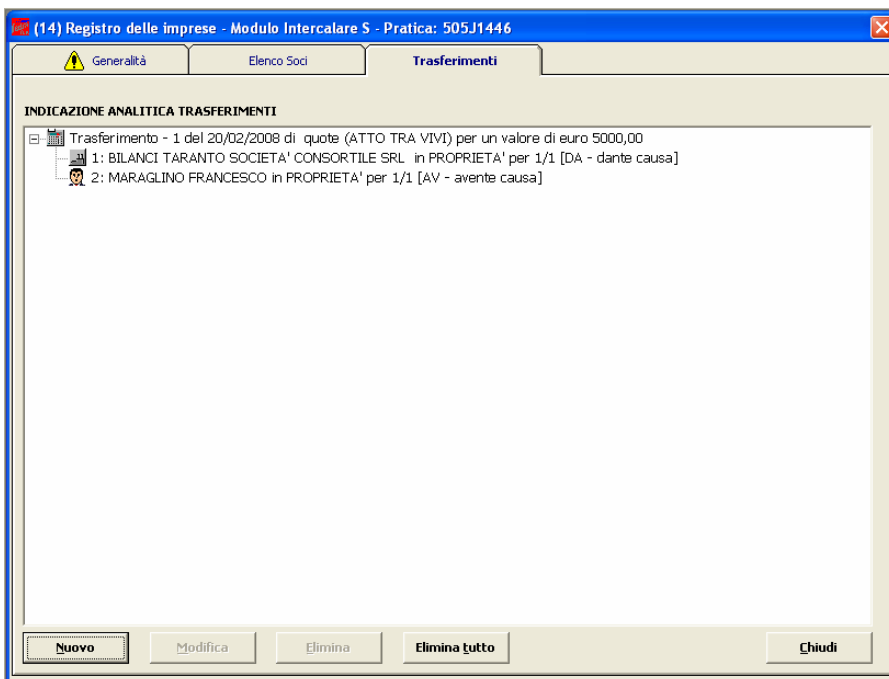 (14) Registro delle imprese - Modulo Intercalare S - Pratica: 505J1446
Generalità Elenco Soci Trasferimenti
INDICAZIONE ANALITICA TRASFERIMENTI
Trasferimento - 1 del 20/02/2008 di quote (ATTO TRA VIVI) per un valore di euro 5000,00
1: BILANCI TARANTO SOCIETA' CONSORTILE SRL in PROPRIETA' per 1/1 [DA - dante causa]
2: MARAGLINO FRANCESCO in PROPRIETA' per 1/1 [AV - avente causa]
Nuovo Modifica Elimina Elimina tutto Chiudi